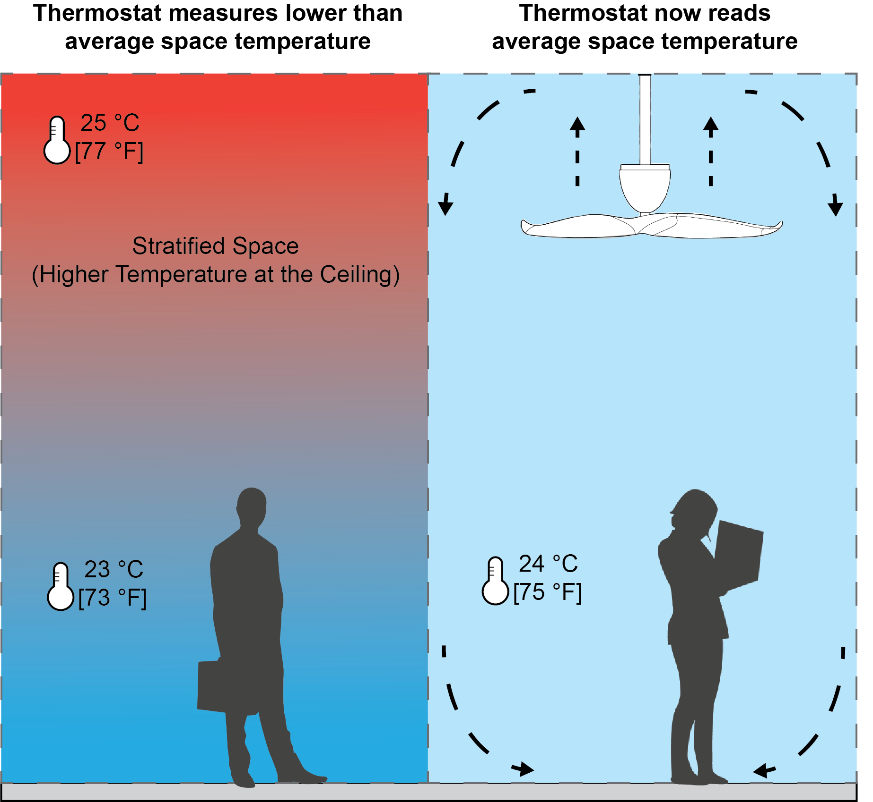 Thermostat measures lower than
average space temperature
Thermostat now reads
average space temperature
25 °C
[77 °F]
Stratified Space
(Higher Temperature at the Ceiling)
23 °C
[73 °F]
24 °C
[75 °F]